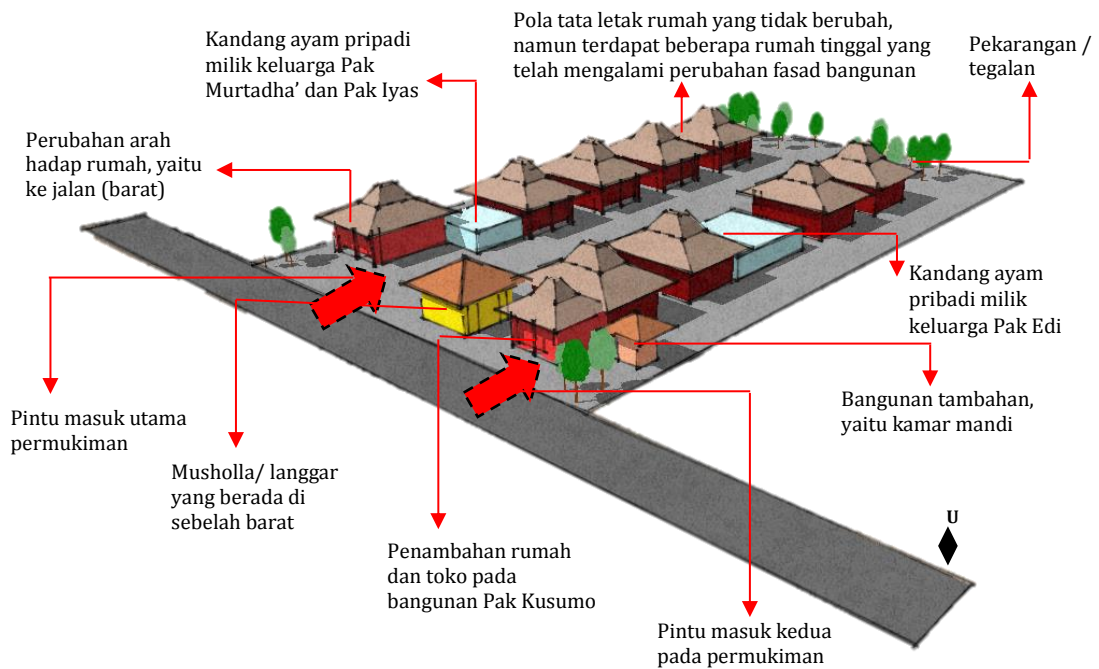 Kandang ayam pripadi
milik keluarga Pak
Murtadha’ dan Pak Iyas
Pola tata letak rumah yang tidak berubah,
namun terdapat beberapa rumah tinggal yang
telah mengalami perubahan fasad bangunan
Pekarangan /
tegalan
Perubahan arah
hadap rumah, yaitu
ke jalan (barat)
Kandang ayam
pribadi milik
keluarga Pak Edi
Bangunan tambahan,
yaitu kamar mandi
Pintu masuk utama
permukiman
Musholla/ langgar
yang berada di
sebelah barat
Penambahan rumah
dan toko pada
bangunan Pak Kusumo
Pintu masuk kedua
pada permukiman
U